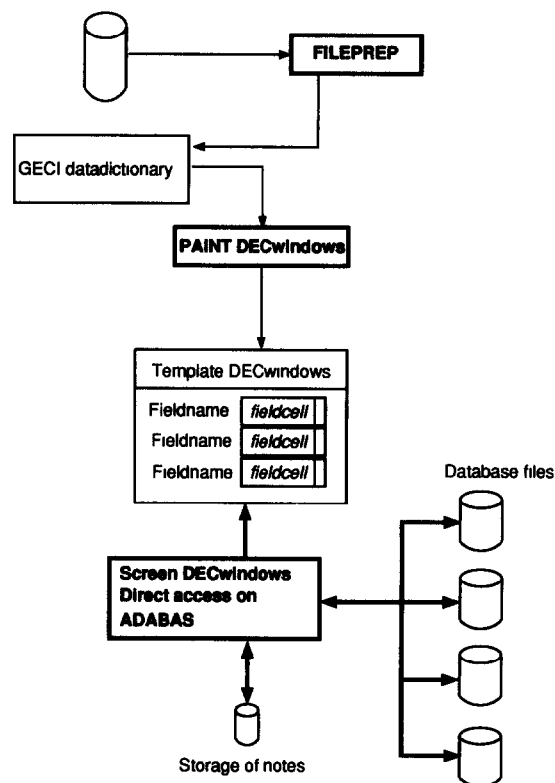 FILEPREP
GECI datadictionary
PAINT DECwindows
Template DECwindows
Fieldname fieldcell
Fieldname fieldcell
Fieldname fieldcell
Database files
Screen DECwindows
Direct access on
ADABAS
Storage of notes